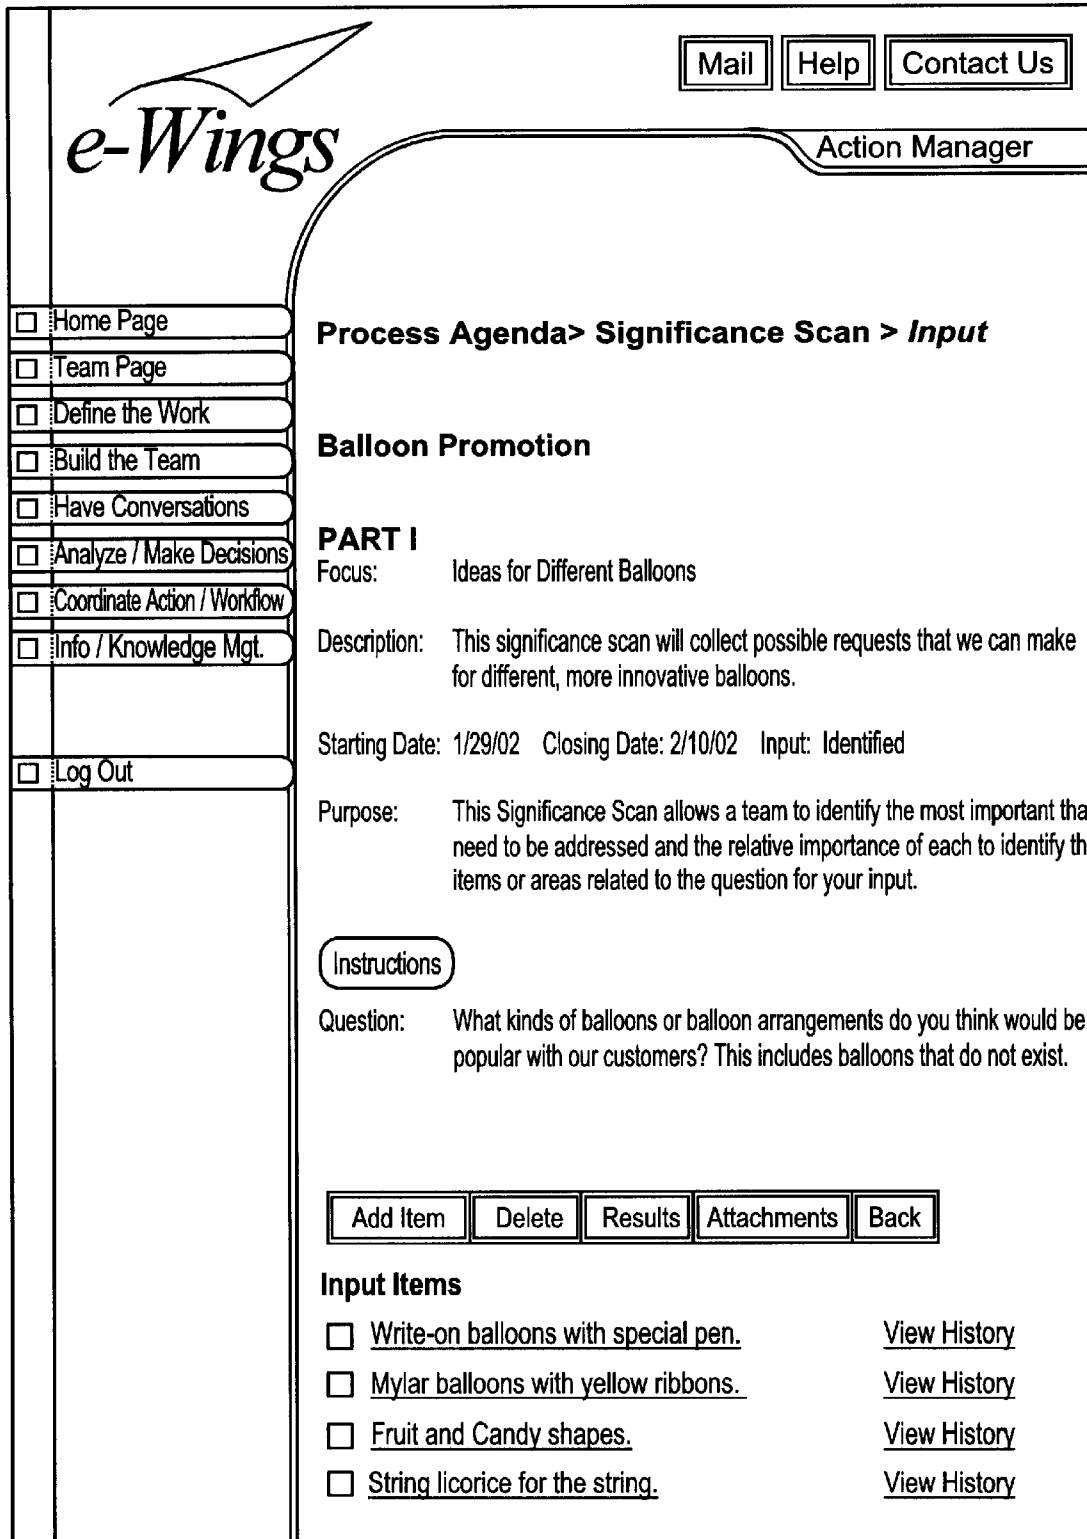 Mail Help Contact Us
e-Wings
Action Manager
Home Page
Team Page
Define the Work
Build the Team
Have Conversations
Analyze / Make Decisions
Coordinate Action / Workflow
Info / Knowledge Mgt.
Log Out
Process Agenda> Significance Scan > Input
Balloon Promotion
PART I
Focus: Ideas for Different Balloons
Description: This significance scan will collect possible requests that we can make
for different, more innovative balloons.
Starting Date: 1/29/02 Closing Date: 2/10/02 Input: Identified
Purpose: This Significance Scan allows a team to identify the most important tha
need to be addressed and the relative importance of each to identify th
items or areas related to the question for your input.
Instructions
Question: What kinds of balloons or balloon arrangements do you think would be
popular with our customers? This includes balloons that do not exist.
Add Item Delete Results Attachments Back
Input Items
Write-on balloons with special pen. View History
Mylar balloons with yellow ribbons. View History
Fruit and Candy shapes. View History
String licorice for the string. View History